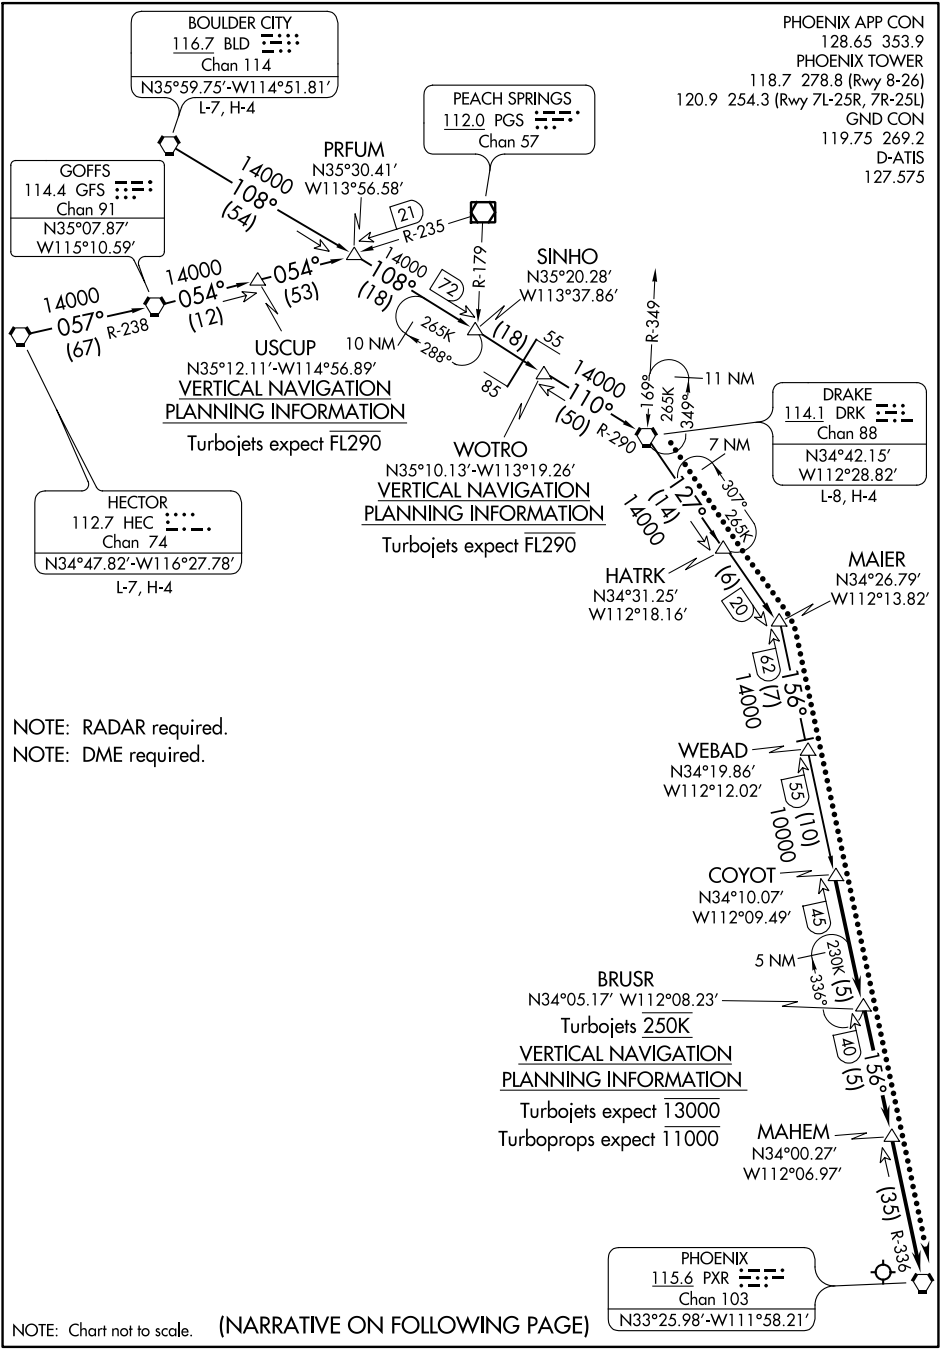 BOULDER CITY
116.7 BLD
Chan 114
N35°59.75′-W114°51.81′
L-7, H-4
PHOENIX APP CON
128.65 353.9
PHOENIX TOWER
118.7 278.8 (Rwy 8-26)
120.9 254.3 (Rwy 7L-25R, 7R-25L)
GND CON
119.75 269.2
D-ATIS
127.575
PEACH SPRINGS
112.0 PGS
Chan 57
PRFUM
N35°30.41′
W113°56.58′
GOFFS
114.4 GFS
Chan 91
N35°07.87′
W115°10.59′
14000
108°
(54)
21
R-235
R-179
SINHO
N35°20.28′
W113°37.86′
14000
057°
(67)
R-238
14000
054°
(12)
054°
(53)
14000
108°
(18)
72
265K
288°
10 NM
(18)
55
85
USCUP
N35°12.11′-W114°56.89′
VERTICAL NAVIGATION
PLANNING INFORMATION
Turbojets expect FL290
14000
110°
(50)
R-290
R-349
169°
265K
349°
11 NM
7 NM
DRAKE
114.1 DRK
Chan 88
N34°42.15′
W112°28.82′
L-8, H-4
WOTRO
N35°10.13′-W113°19.26′
VERTICAL NAVIGATION
PLANNING INFORMATION
Turbojets expect FL290
HECTOR
112.7 HEC
Chan 74
N34°47.82′-W116°27.78′
L-7, H-4
127°
(14)
14000
307°
265K
HATRK
N34°31.25′
W112°18.16′
(6)
20
MAIER
N34°26.79′
W112°13.82′
62
(7)
14000
156°
NOTE: RADAR required.
NOTE: DME required.
WEBAD
N34°19.86′
W112°12.02′
55
(10)
10000
COYOT
N34°10.07′
W112°09.49′
45
5 NM
230K
(5)
336°
BRUSR
N34°05.17′ W112°08.23′
Turbojets 250K
VERTICAL NAVIGATION
PLANNING INFORMATION
Turbojets expect 13000
Turboprops expect 11000
40
(5)
156°
MAHEM
N34°00.27′
W112°06.97′
(35)
R-336
PHOENIX
115.6 PXR
Chan 103
N33°25.98′-W111°58.21′
NOTE: Chart not to scale.
(NARRATIVE ON FOLLOWING PAGE)